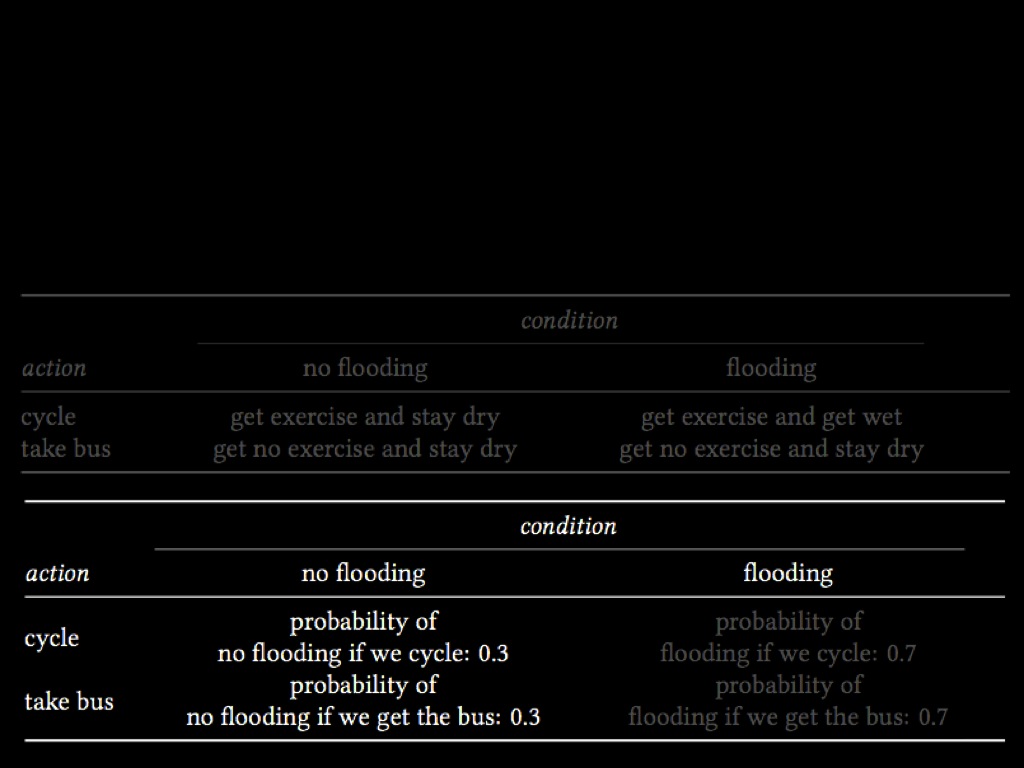 condition
action no flooding flooding
cycle get exercise and stay dry get exercise and get wet
take bus get no exercise and stay dry get no exercise and stay dry
condition
action no flooding flooding
cycle probability of no flooding if we cycle: 0.3 probability of flooding if we cycle: 0.7
take bus probability of no flooding if we get the bus: 0.3 probability of flooding if we get the bus: 0.7